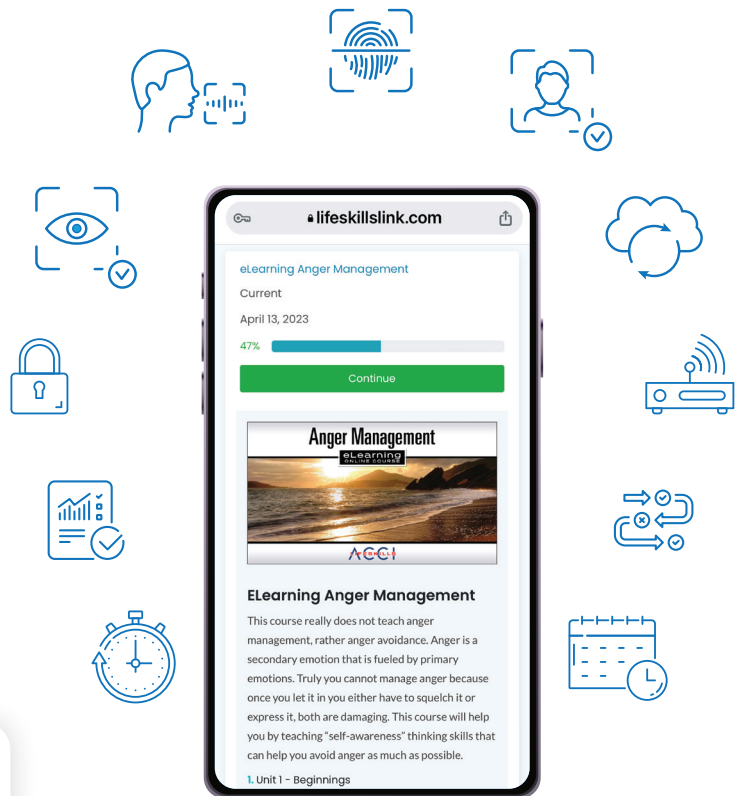 lifeskillslink.com
eLearning Anger Management
Current
April 13, 2023
47%
Continue
Anger Management
eLearning
ONLINE COURSE
ACCI
LIFESKILLS
ELearning Anger Management
This course really does not teach anger
management, rather anger avoidance. Anger is a
secondary emotion that is fueled by primary
emotions. Truly you cannot manage anger because
once you let it in you either have to squelch it or
express it, both are damaging. This course will help
you by teaching “self-awareness” thinking skills that
can help you avoid anger as much as possible.
1. Unit 1 - Beginnings